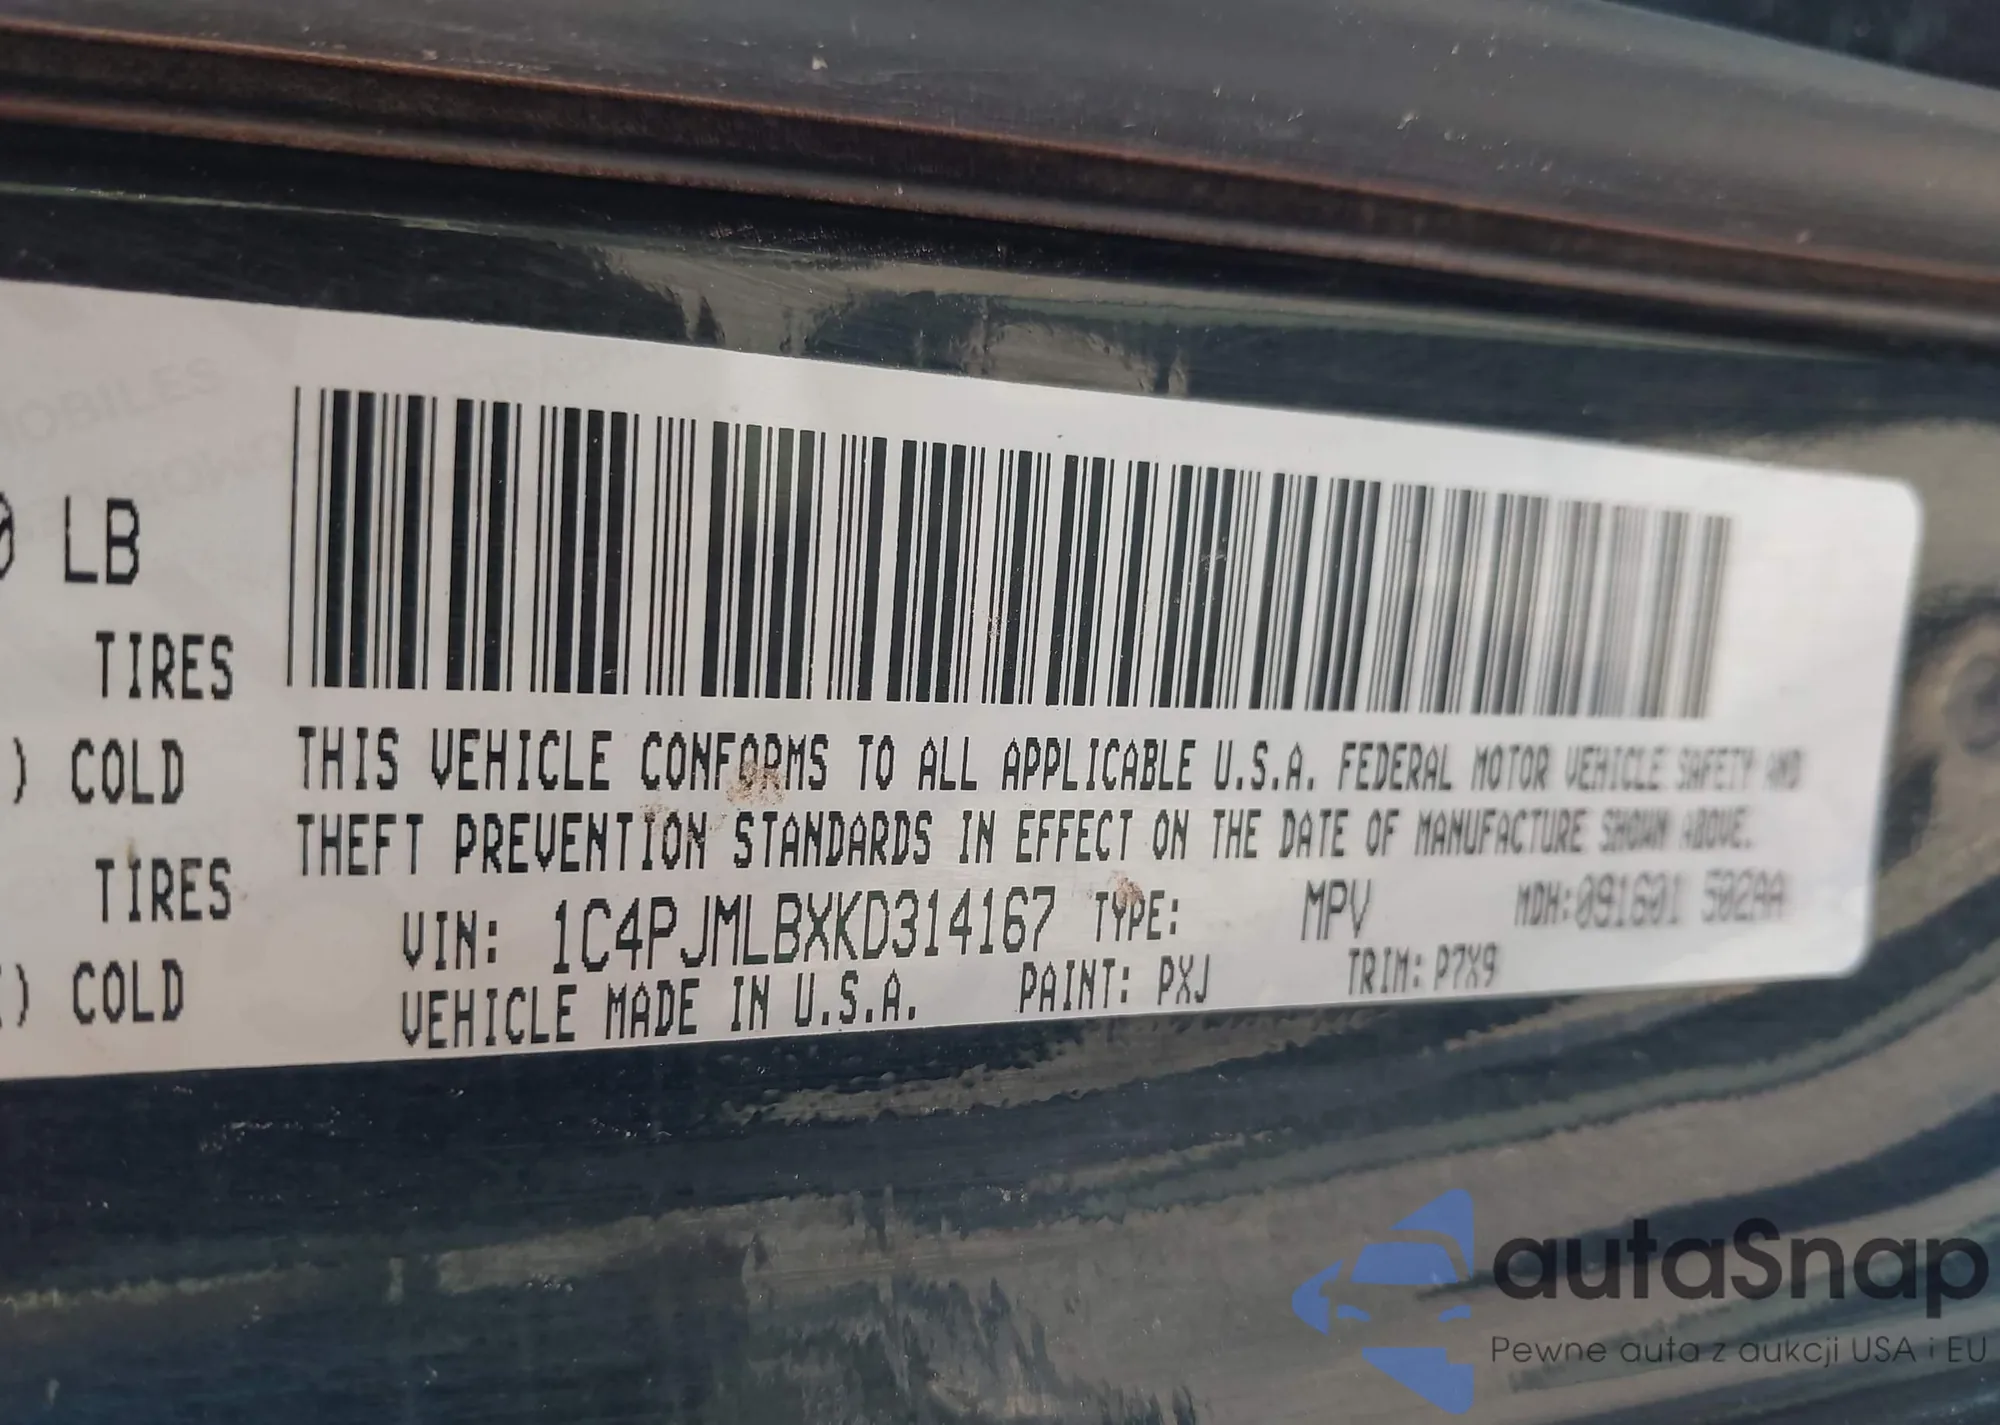 LB
TIRES
) COLD
TIRES
) COLD
THIS VEHICLE CONFORMS TO ALL APPLICABLE U.S.A. FEDERAL MOTOR VEHICLE SAFETY AND
THEFT PREVENTION STANDARDS IN EFFECT ON THE DATE OF MANUFACTURE SHOWN ABOVE.
VIN: 1C4PJMLBXKD314167 TYPE: MPV MDH:091601 502AA
VEHICLE MADE IN U.S.A. PAINT: PXJ TRIM: P7X9
autaSnap
Pewne auta z aukcji USA i EU